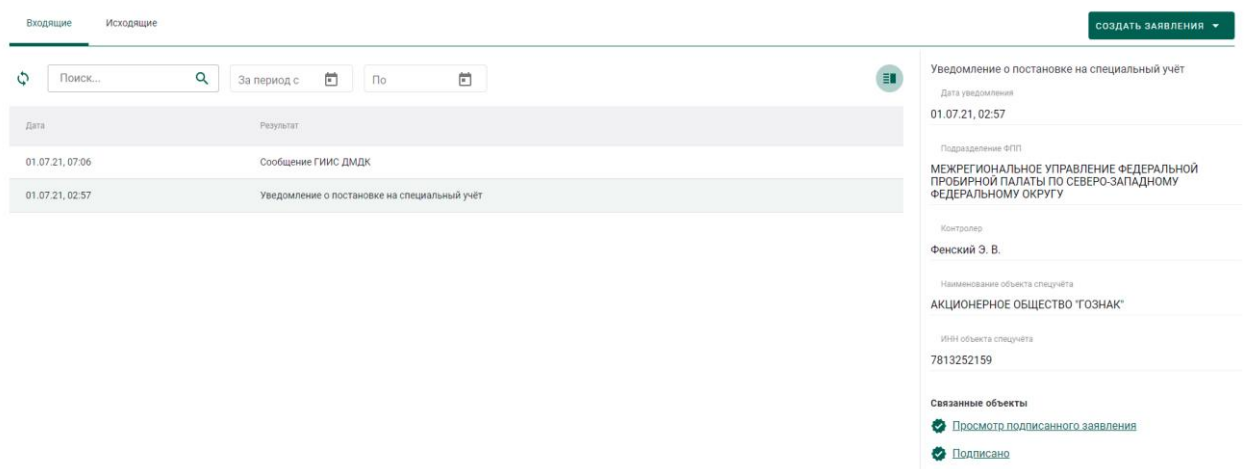 Входящие Исходящие СОЗДАТЬ ЗАЯВЛЕНИЯ
Поиск... За период с По
Дата Результат
01.07.21, 07:06 Сообщение ГИИС ДМДК
01.07.21, 02:57 Уведомление о постановке на специальный учёт
Уведомление о постановке на специальный учёт
Дата уведомления
01.07.21, 02:57
Подразделение ФПП
МЕЖРЕГИОНАЛЬНОЕ УПРАВЛЕНИЕ ФЕДЕРАЛЬНОЙ
ПРОБИРНОЙ ПАЛАТЫ ПО СЕВЕРО-ЗАПАДНОМУ
ФЕДЕРАЛЬНОМУ ОКРУГУ
Контролер
Фенский Э. В.
Наименование объекта спецучёта
АКЦИОНЕРНОЕ ОБЩЕСТВО "ГОЗНАК"
ИНН объекта спецучёта
7813252159
Связанные объекты
Просмотр подписанного заявления
Подписано